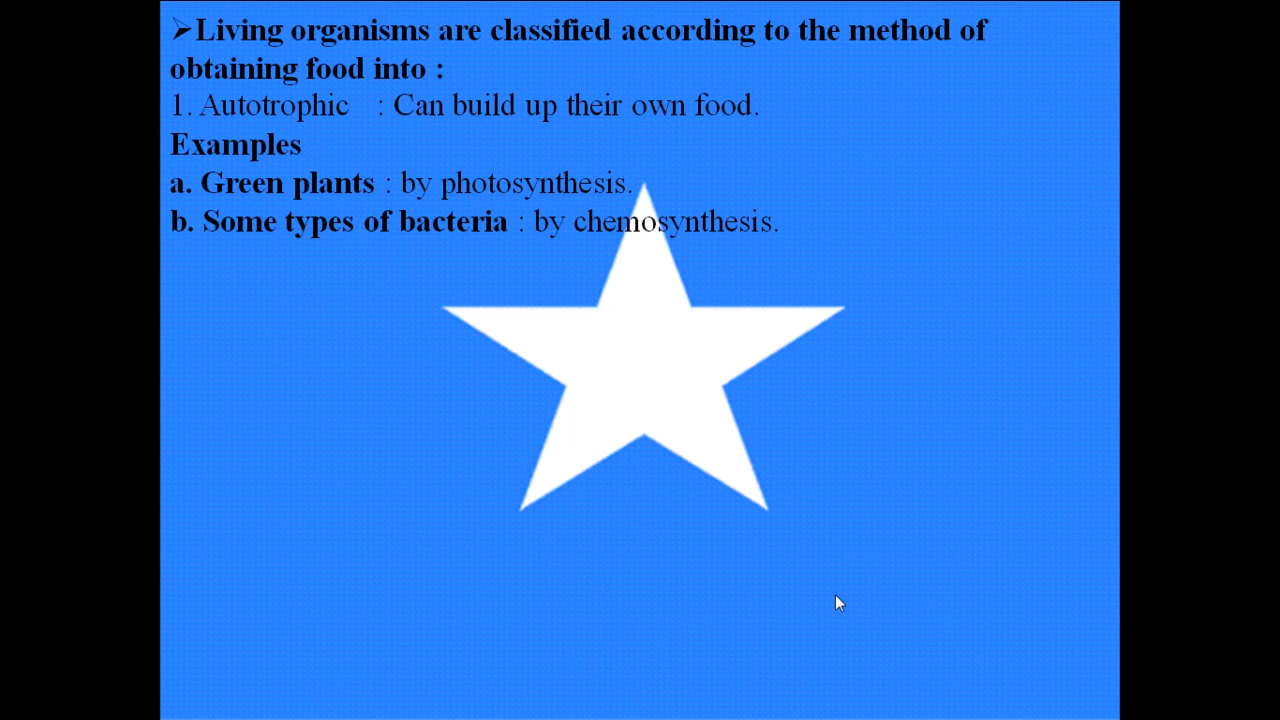 ➢Living organisms are classified according to the method of
obtaining food into :
1. Autotrophic : Can build up their own food.
Examples
a. Green plants : by photosynthesis.
b. Some types of bacteria : by chemosynthesis.